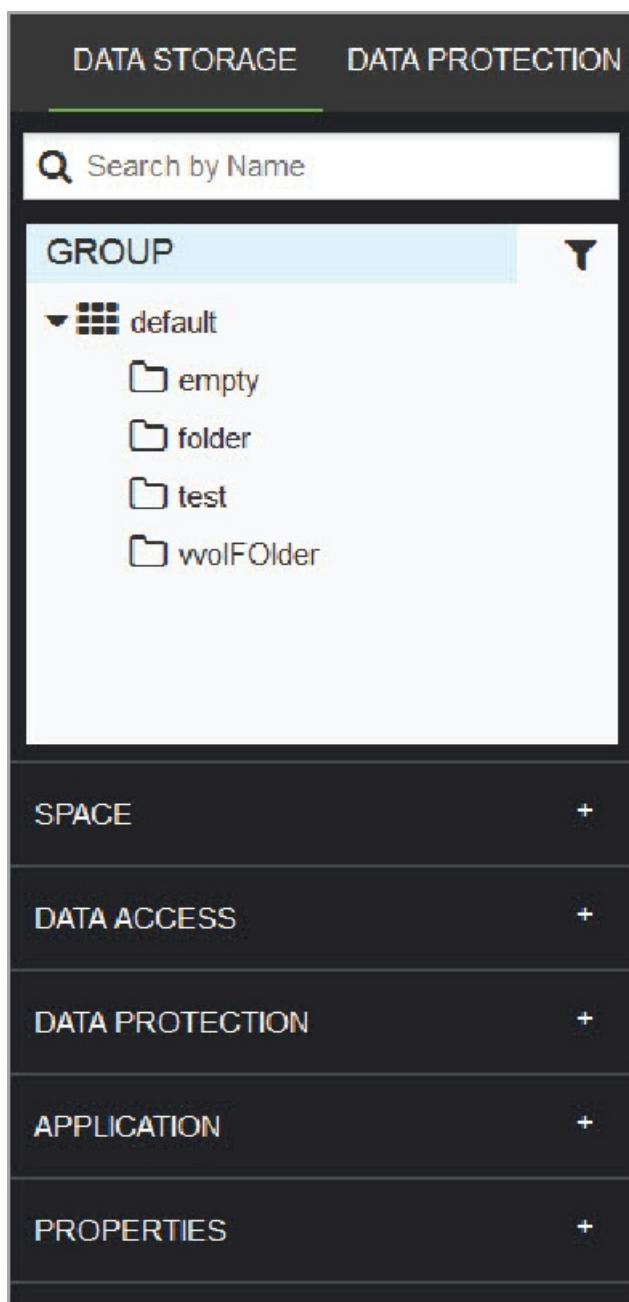 DATA STORAGE DATA PROTECTION
Search by Name
GROUP
default
empty
folder
test
vvolFOlder
SPACE +
DATA ACCESS +
DATA PROTECTION +
APPLICATION +
PROPERTIES +